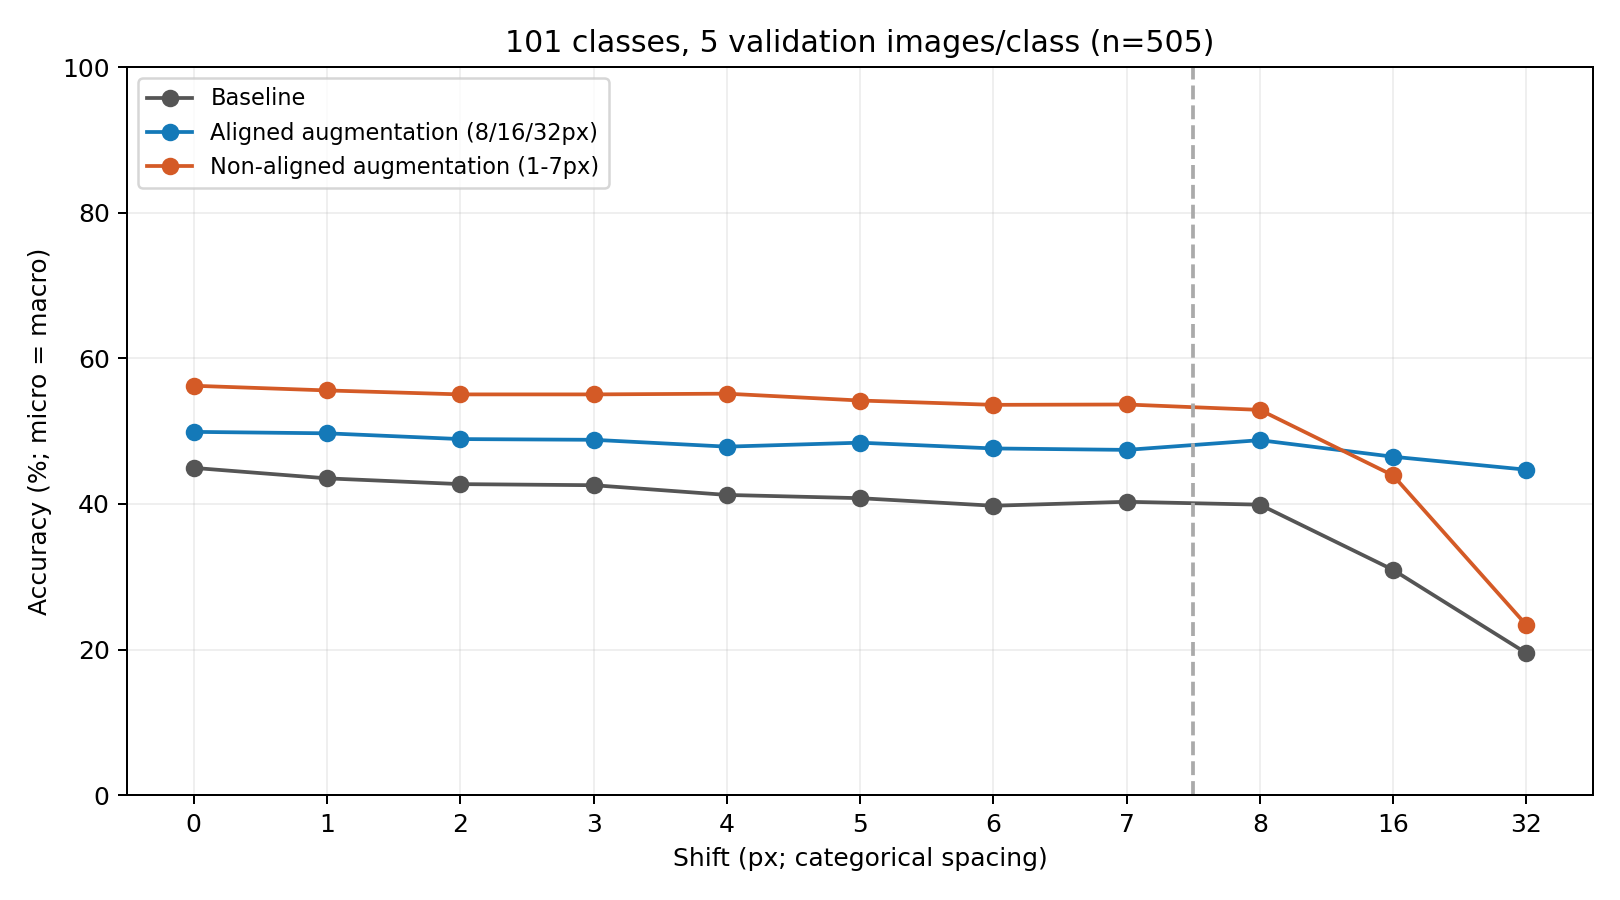 101 classes, 5 validation images/class (n=505)
Baseline
Aligned augmentation (8/16/32px)
Non-aligned augmentation (1-7px)
Accuracy (%; micro = macro)
100
80
60
40
20
0
0 1 2 3 4 5 6 7 8 16 32
Shift (px; categorical spacing)